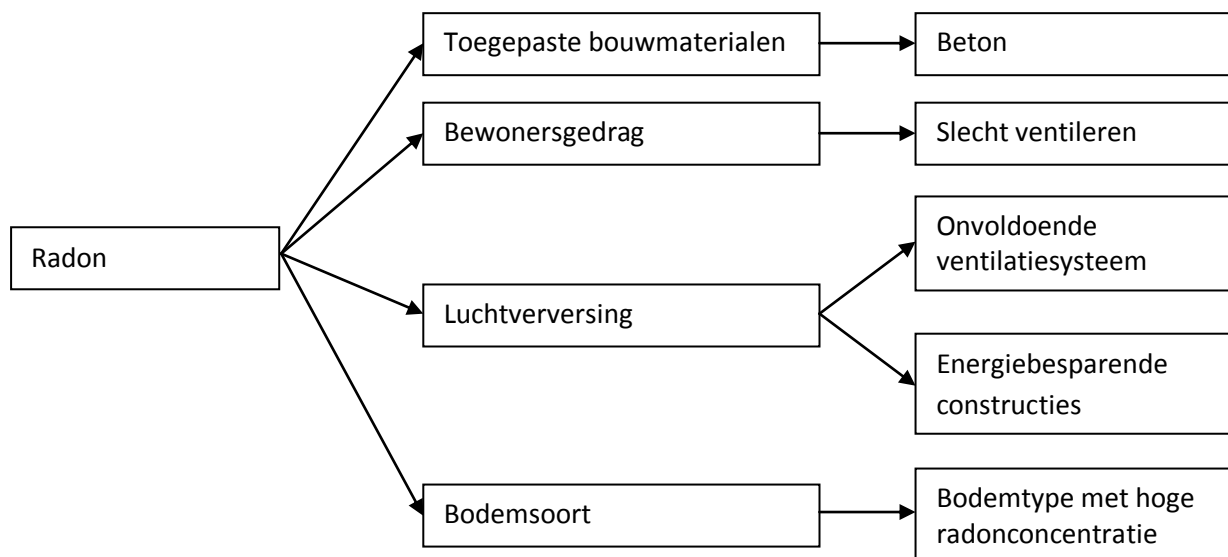 Radon
Toegepaste bouwmaterialen
Beton
Bewonersgedrag
Slecht ventileren
Luchtverversing
Onvoldoende
ventilatiesysteem
Energiebesparende
constructies
Bodemsoort
Bodemtype met hoge
radonconcentratie